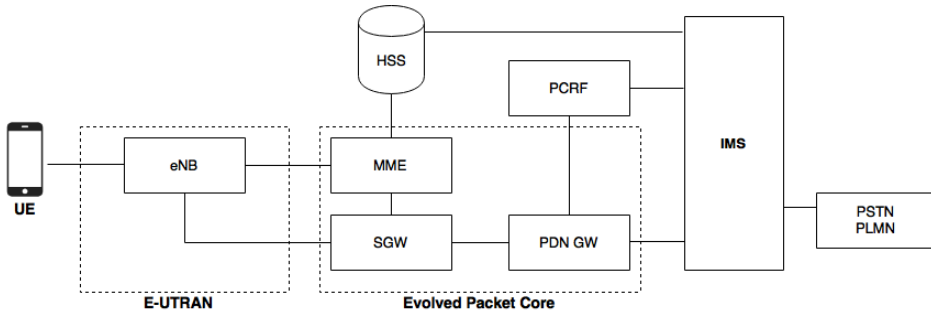 HSS
PCRF
IMS
eNB
MME
UE
PSTN
PLMN
SGW
PDN GW
E-UTRAN
Evolved Packet Core